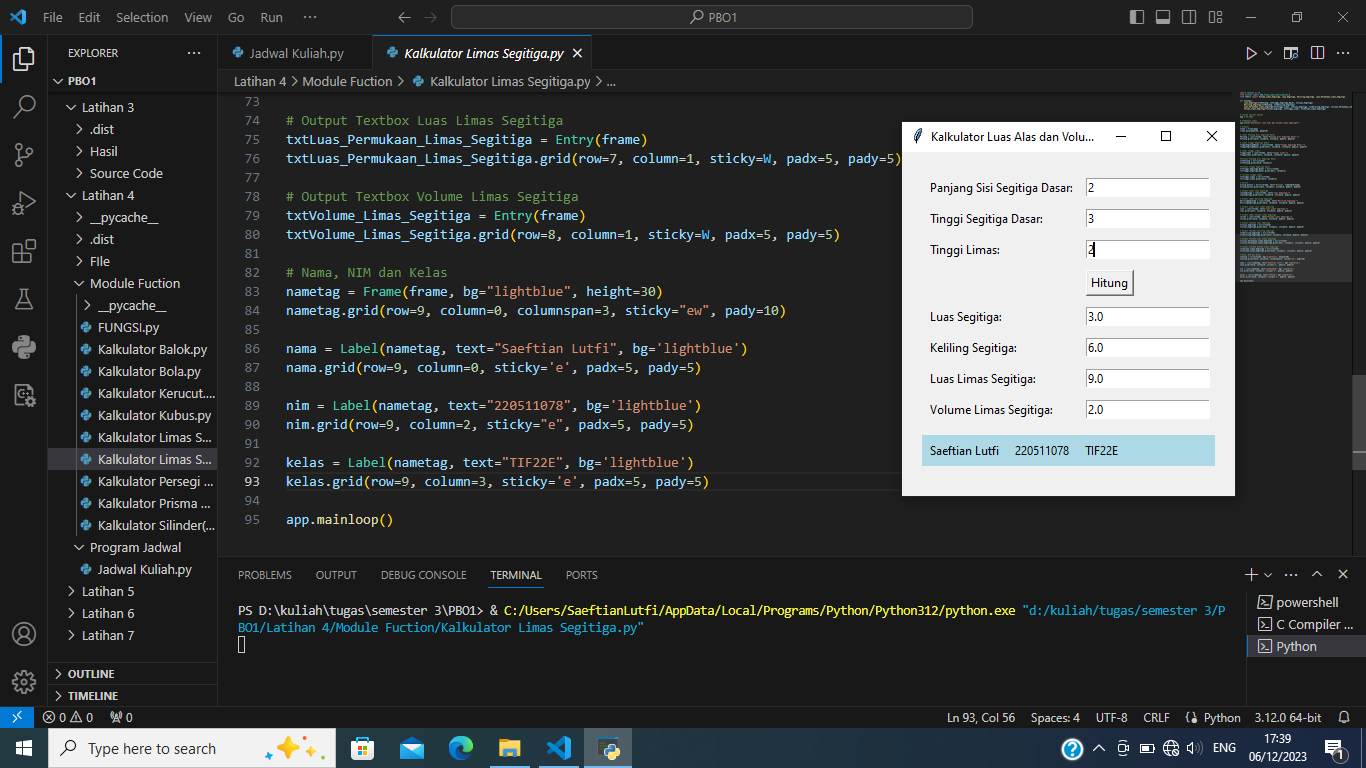 File Edit Selection View Go Run ··· PBO1
EXPLORER ···
PBO1
Latihan 3
.dist
Hasil
Source Code
Latihan 4
__pycache__
.dist
FIle
Module Fuction
__pycache__
FUNGSI.py
Kalkulator Balok.py
Kalkulator Bola.py
Kalkulator Kerucut....
Kalkulator Kubus.py
Kalkulator Limas S...
Kalkulator Limas S...
Kalkulator Persegi ...
Kalkulator Prisma ...
Kalkulator Silinder(...
Program Jadwal
Jadwal Kuliah.py
Latihan 5
Latihan 6
Latihan 7
OUTLINE
TIMELINE
Jadwal Kuliah.py Kalkulator Limas Segitiga.py
Latihan 4 > Module Fuction > Kalkulator Limas Segitiga.py > ...
73
74 # Output Textbox Luas Limas Segitiga
75 txtLuas_Permukaan_Limas_Segitiga = Entry(frame)
76 txtLuas_Permukaan_Limas_Segitiga.grid(row=7, column=1, sticky=W, padx=5, pady=5)
77
78 # Output Textbox Volume Limas Segitiga
79 txtVolume_Limas_Segitiga = Entry(frame)
80 txtVolume_Limas_Segitiga.grid(row=8, column=1, sticky=W, padx=5, pady=5)
81
82 # Nama, NIM dan Kelas
83 nametag = Frame(frame, bg="lightblue", height=30)
84 nametag.grid(row=9, column=0, columnspan=3, sticky="ew", pady=10)
85
86 nama = Label(nametag, text="Saeftian Lutfi", bg='lightblue')
87 nama.grid(row=9, column=0, sticky='e', padx=5, pady=5)
88
89 nim = Label(nametag, text="220511078", bg='lightblue')
90 nim.grid(row=9, column=2, sticky="e", padx=5, pady=5)
91
92 kelas = Label(nametag, text="TIF22E", bg='lightblue')
93 kelas.grid(row=9, column=3, sticky='e', padx=5, pady=5)
94
95 app.mainloop()
Kalkulator Luas Alas dan Volu...
Panjang Sisi Segitiga Dasar: 2
Tinggi Segitiga Dasar: 3
Tinggi Limas: 2
Hitung
Luas Segitiga: 3.0
Keliling Segitiga: 6.0
Luas Limas Segitiga: 9.0
Volume Limas Segitiga: 2.0
Saeftian Lutfi 220511078 TIF22E
PROBLEMS OUTPUT DEBUG CONSOLE TERMINAL PORTS
PS D:\kuliah\tugas\semester 3\PBO1> & C:/Users/SaeftianLutfi/AppData/Local/Programs/Python/Python312/python.exe "d:/kuliah/tugas/semester 3/P
BO1/Latihan 4/Module Fuction/Kalkulator Limas Segitiga.py"
powershell
C Compiler ...
Python
0 0 0 Ln 93, Col 56 Spaces: 4 UTF-8 CRLF Python 3.12.0 64-bit
Type here to search ENG 17:39
06/12/2023 1